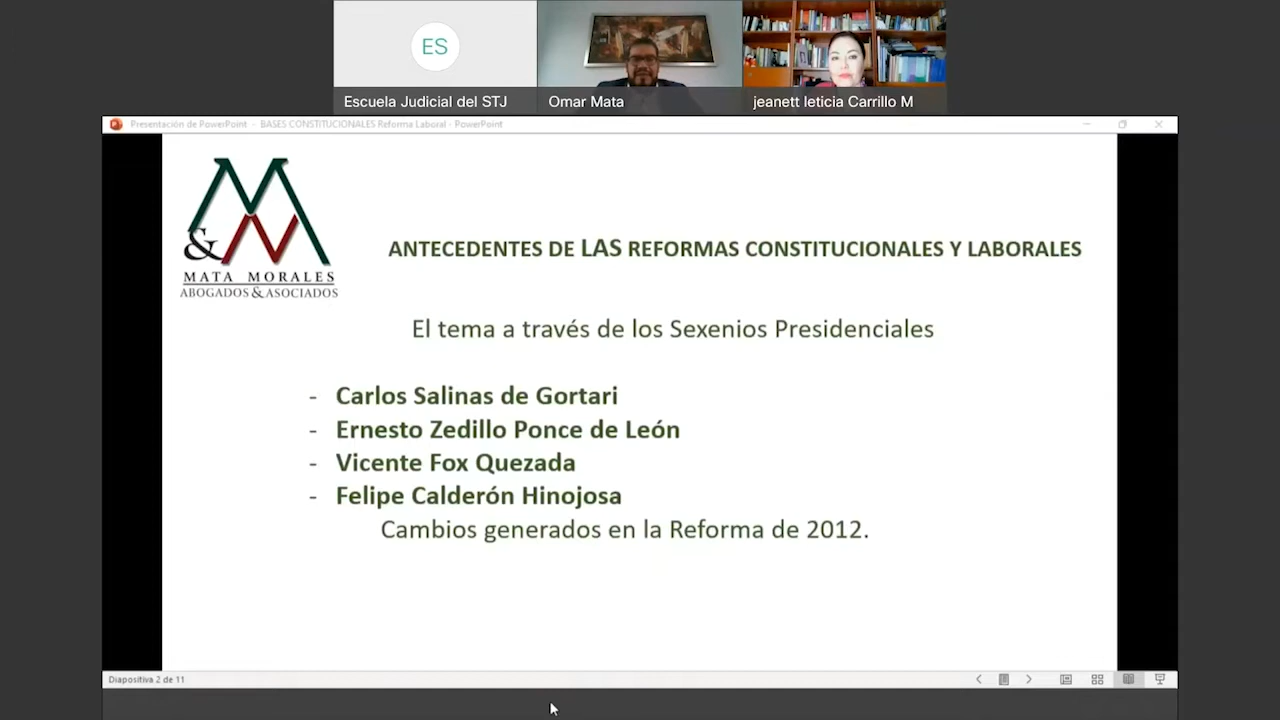 ES
Escuela Judicial del STJ
Omar Mata
jeanett leticia Carrillo M
Presentación de PowerPoint - BASES CONSTITUCIONALES Reforma Laboral - PowerPoint
M&M
MATA MORALES
ABOGADOS & ASOCIADOS
ANTECEDENTES DE LAS REFORMAS CONSTITUCIONALES Y LABORALES
El tema a través de los Sexenios Presidenciales
- Carlos Salinas de Gortari
- Ernesto Zedillo Ponce de León
- Vicente Fox Quezada
- Felipe Calderón Hinojosa
Cambios generados en la Reforma de 2012.
Diapositiva 2 de 11